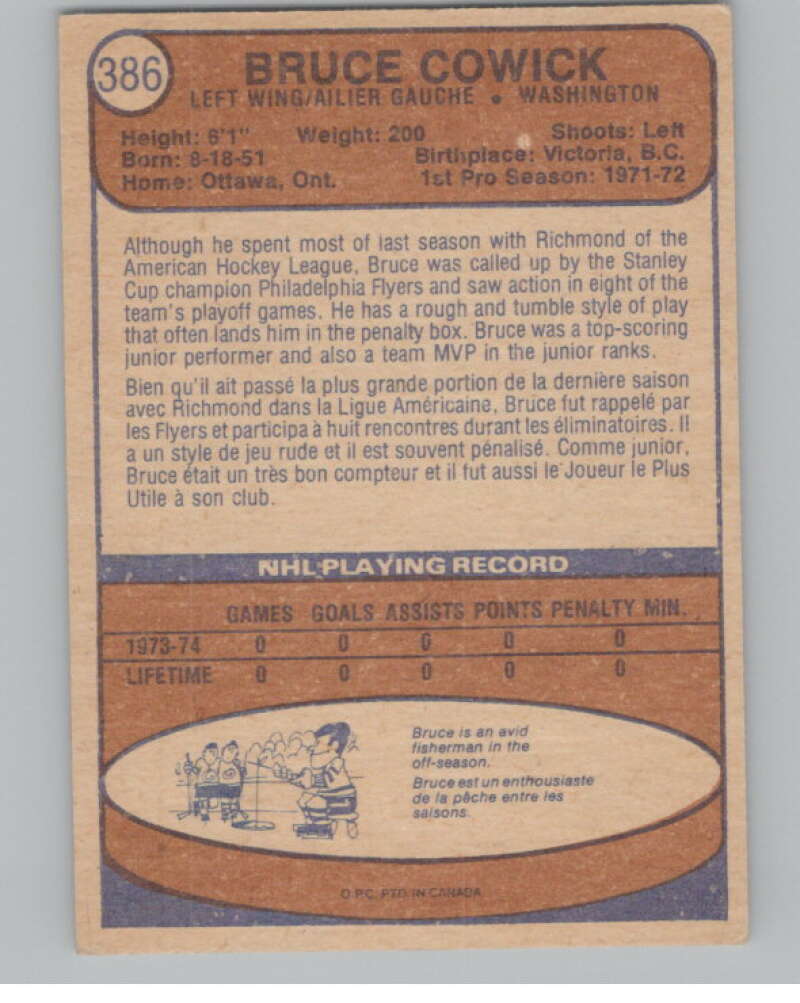 386
BRUCE COWICK
LEFT WING/AILIER GAUCHE • WASHINGTON
Height: 6'1" Weight: 200 Shoots: Left
Born: 8-18-51 Birthplace: Victoria, B.C.
Home: Ottawa, Ont. 1st Pro Season: 1971-72
Although he spent most of last season with Richmond of the
American Hockey League, Bruce was called up by the Stanley
Cup champion Philadelphia Flyers and saw action in eight of the
team's playoff games. He has a rough and tumble style of play
that often lands him in the penalty box. Bruce was a top-scoring
junior performer and also a team MVP in the junior ranks.
Bien qu'il ait passé la plus grande portion de la dernière saison
avec Richmond dans la Ligue Américaine, Bruce fut rappelé par
les Flyers et participa à huit rencontres durant les éliminatoires. Il
a un style de jeu rude et il est souvent pénalisé. Comme junior,
Bruce était un très bon compteur et il fut aussi le Joueur le Plus
Utile à son club.
NHL PLAYING RECORD
GAMES GOALS ASSISTS POINTS PENALTY MIN.
1973-74 0 0 0 0 0
LIFETIME 0 0 0 0 0
Bruce is an avid
fisherman in the
off-season.
Bruce est un enthousiaste
de la pêche entre les
saisons.
O.P.C. PTD. IN CANADA